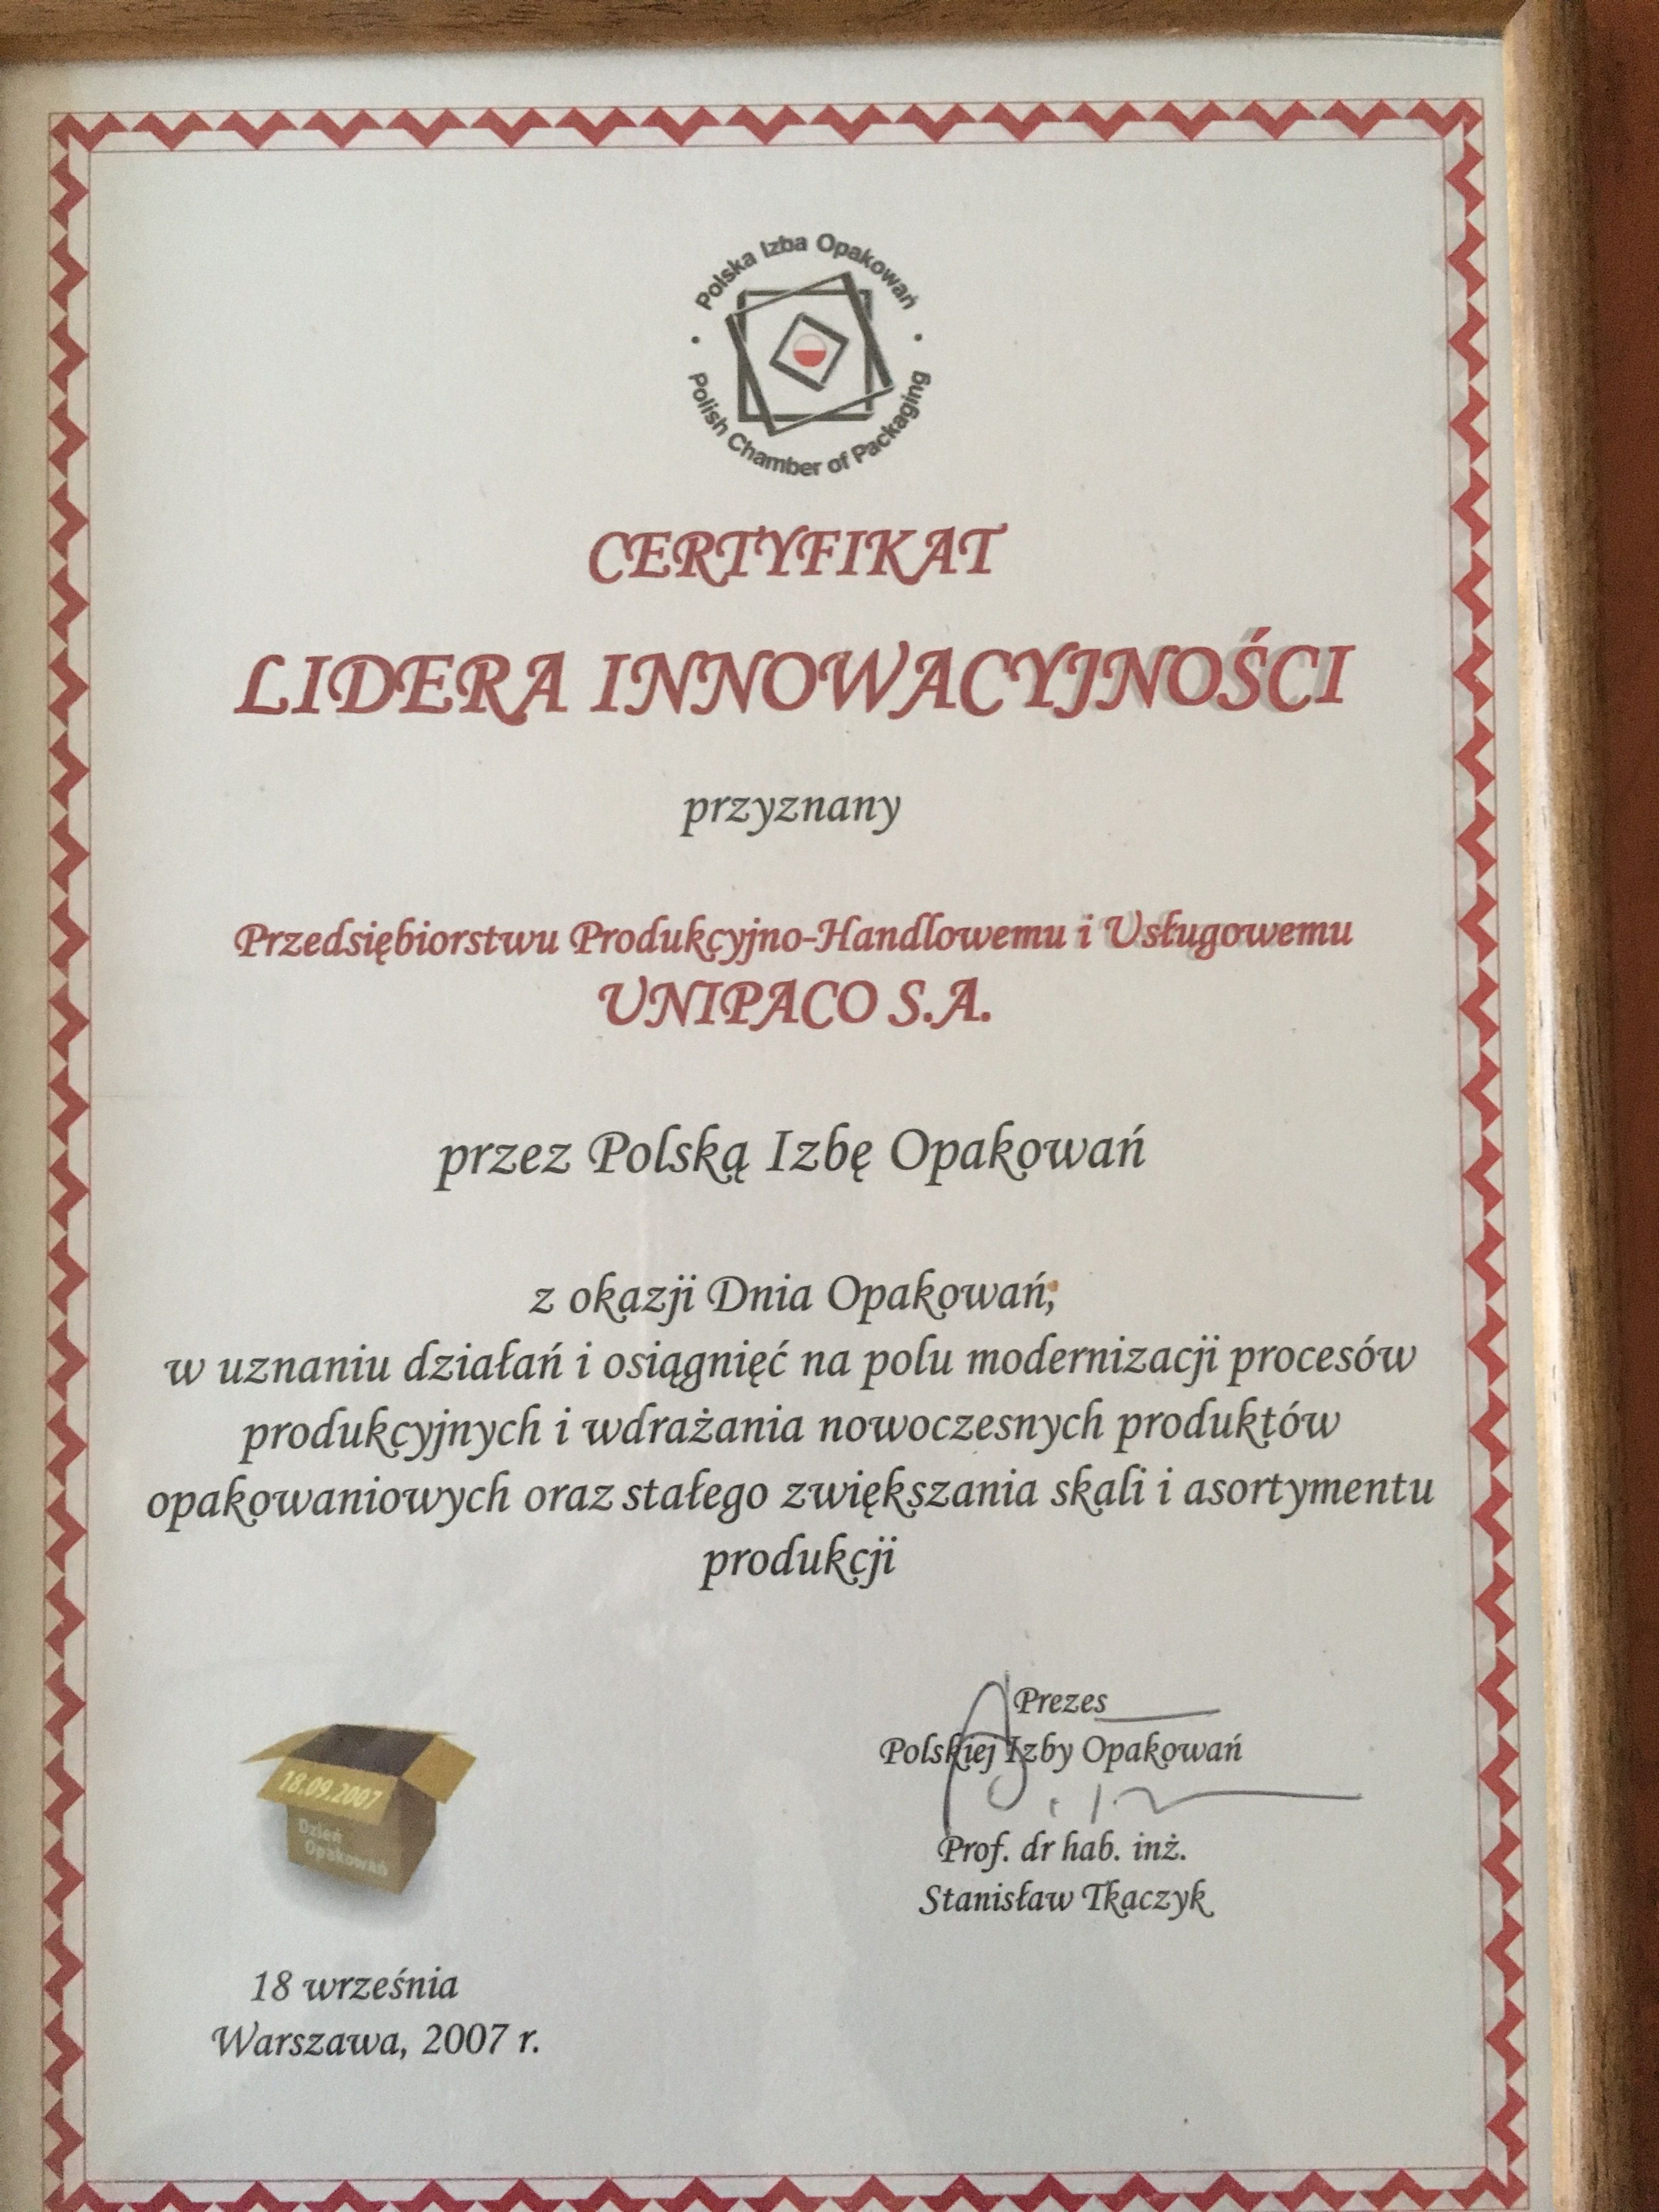 Polska Izba Opakowań
Polish Chamber of Packaging
CERTYFIKAT
LIDERA INNOWACYJNOŚCI
przyznany
Przedsiębiorstwu Produkcyjno-Handlowemu i Usługowemu
UNIPACO S.A.
przez Polską Izbę Opakowań
z okazji Dnia Opakowań,
w uznaniu działań i osiągnięć na polu modernizacji procesów
produkcyjnych i wdrażania nowoczesnych produktów
opakowaniowych oraz stałego zwiększania skali i asortymentu
produkcji
Prezes
Polskiej Izby Opakowań
Prof. dr hab. inż.
Stanisław Tkaczyk
18.09.2007
Dzień
Opakowań
18 września
Warszawa, 2007 r.